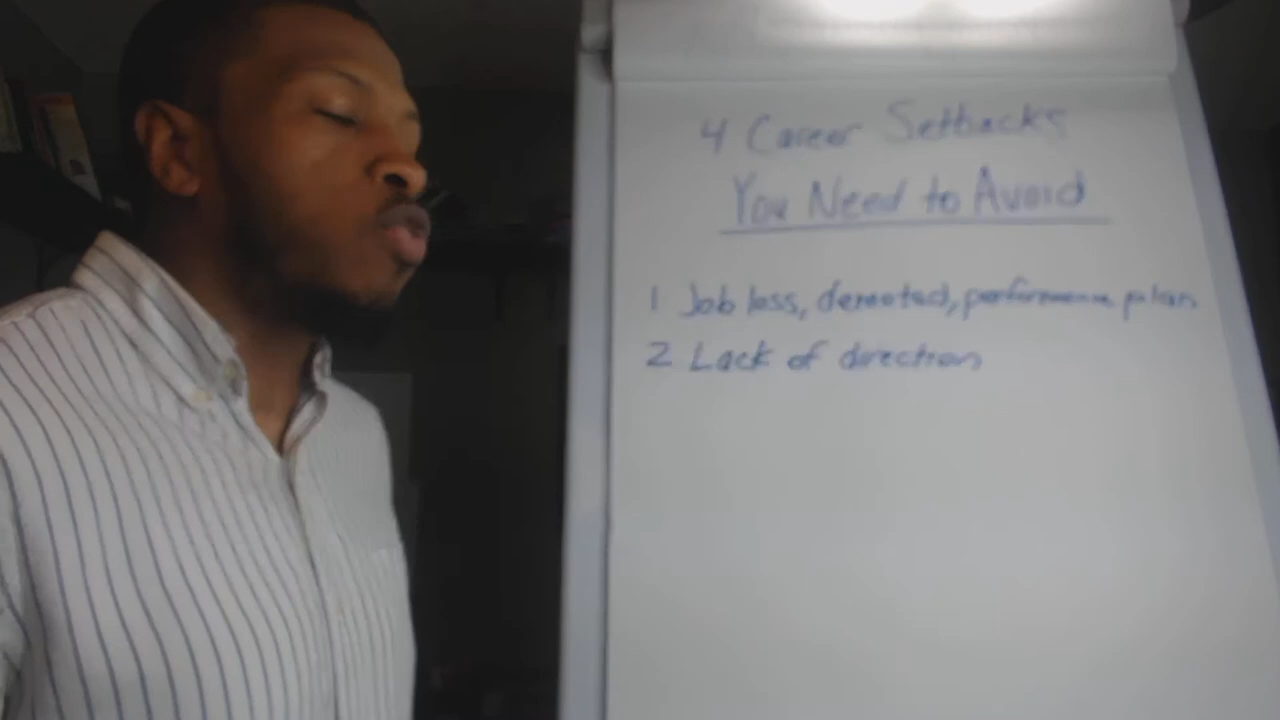 4 Career Setbacks
You Need to Avoid
1 Job loss, demoted, performance plan
2 Lack of direction